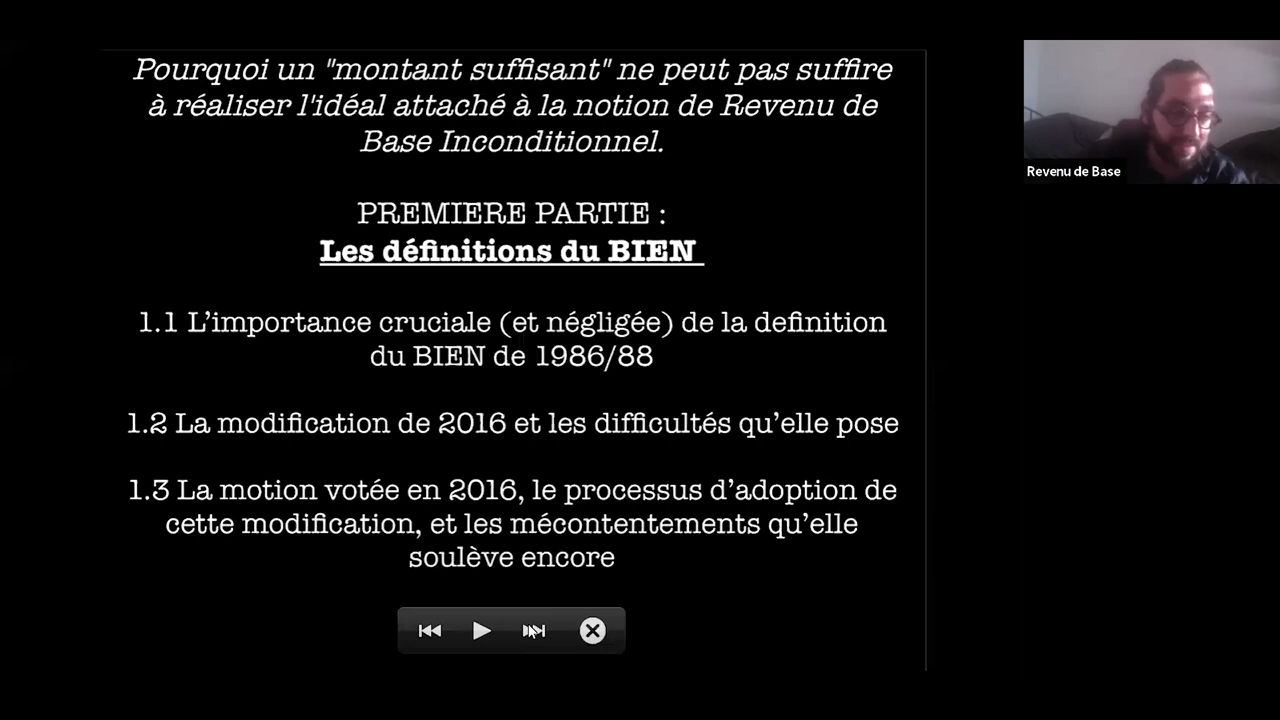 Pourquoi un "montant suffisant" ne peut pas suffire
à réaliser l'idéal attaché à la notion de Revenu de
Base Inconditionnel.
PREMIERE PARTIE :
Les définitions du BIEN
1.1 L’importance cruciale (et négligée) de la definition
du BIEN de 1986/88
1.2 La modification de 2016 et les difficultés qu’elle pose
1.3 La motion votée en 2016, le processus d’adoption de
cette modification, et les mécontentements qu’elle
soulève encore
Revenu de Base